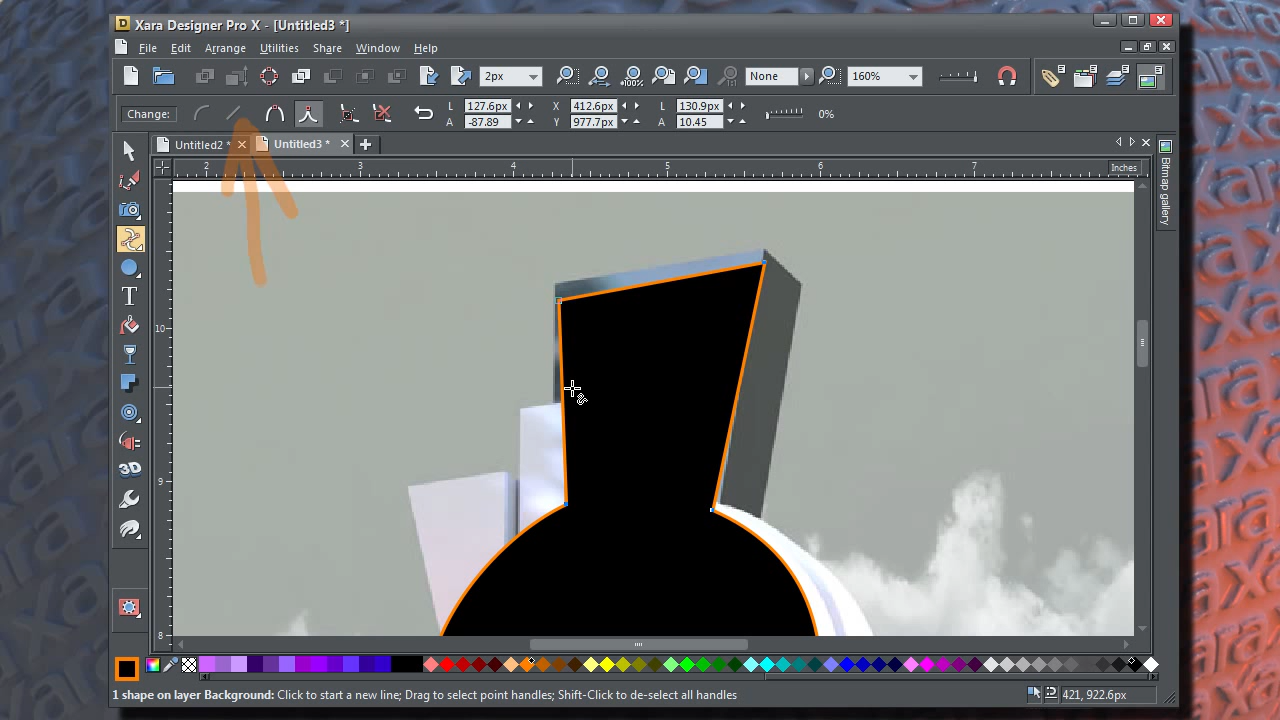 Xara Designer Pro X - [Untitled3 *]
File Edit Arrange Utilities Share Window Help
2px +100% None 160%
Change: L 127.6px X 412.6px L 130.9px 0%
A -87.89 Y 977.7px A 10.45
Untitled2 * Untitled3 *
2 3 4 5 6 7 Inches
Bitmap gallery
T
10
3D
9
8
1 shape on layer Background: Click to start a new line; Drag to select point handles; Shift-Click to de-select all handles 421, 922.6px
xara